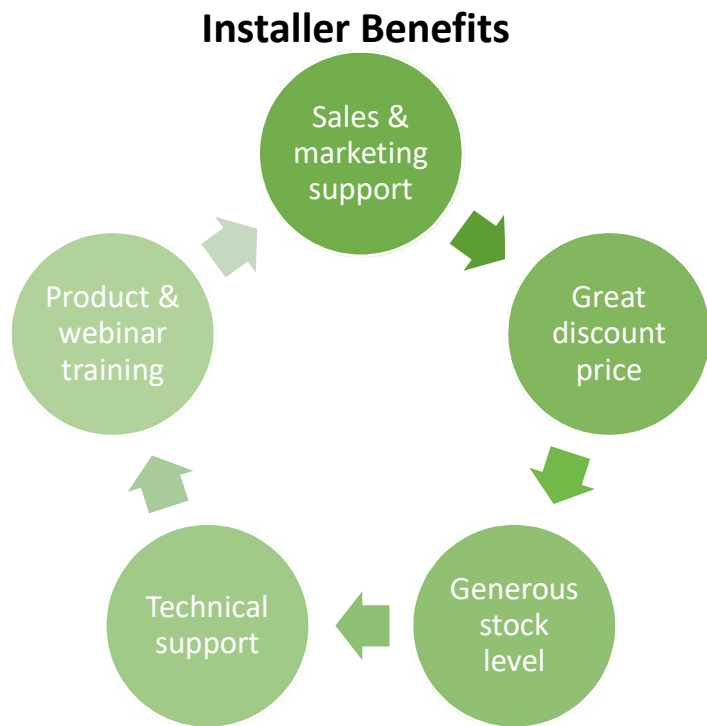 Installer Benefits
Sales &
marketing
support
Great
discount
price
Generous
stock
level
Technical
support
Product &
webinar
training